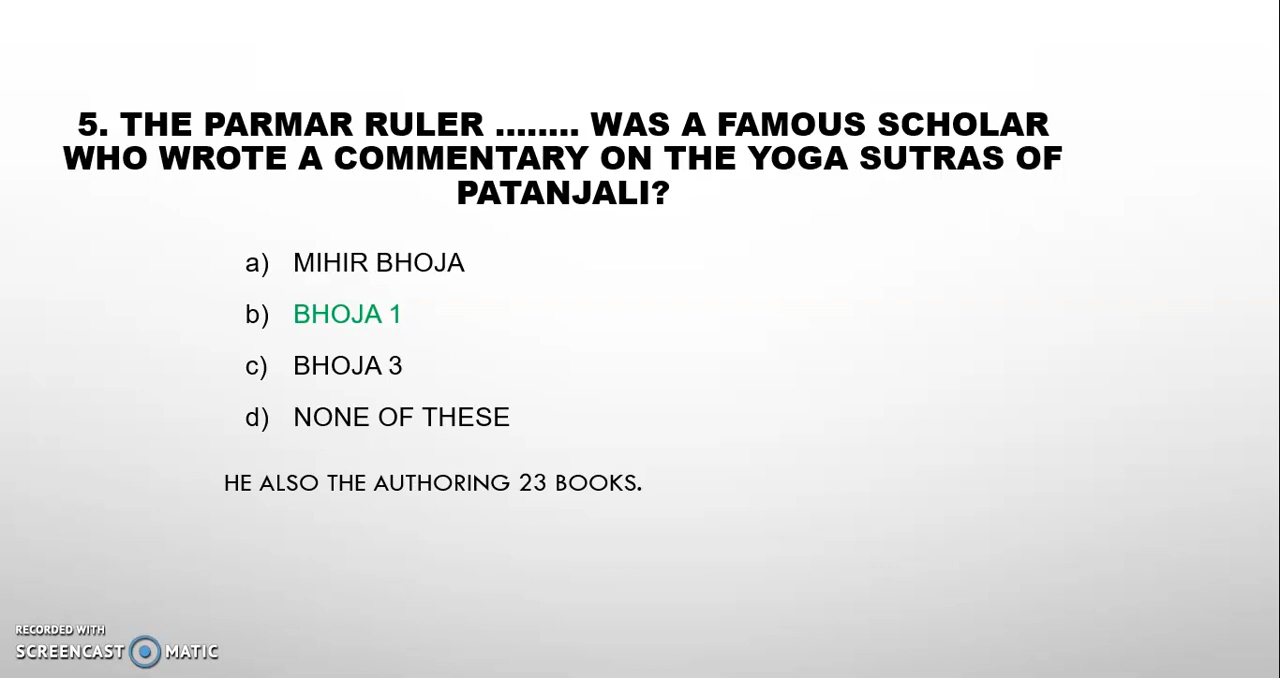 5. THE PARMAR RULER ........ WAS A FAMOUS SCHOLAR
WHO WROTE A COMMENTARY ON THE YOGA SUTRAS OF
PATANJALI?
a) MIHIR BHOJA
b) BHOJA 1
c) BHOJA 3
d) NONE OF THESE
HE ALSO THE AUTHORING 23 BOOKS.
RECORDED WITH
SCREENCAST MATIC